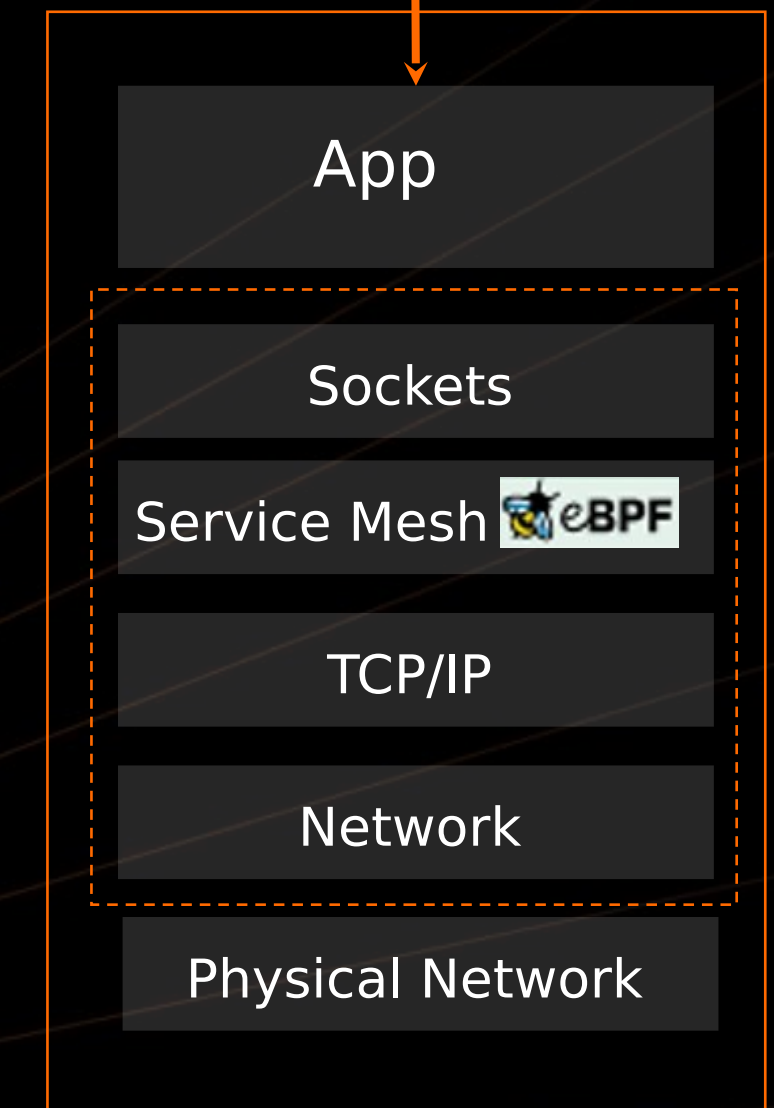 App
Sockets
Service Mesh eBPF
TCP/IP
Network
Physical Network